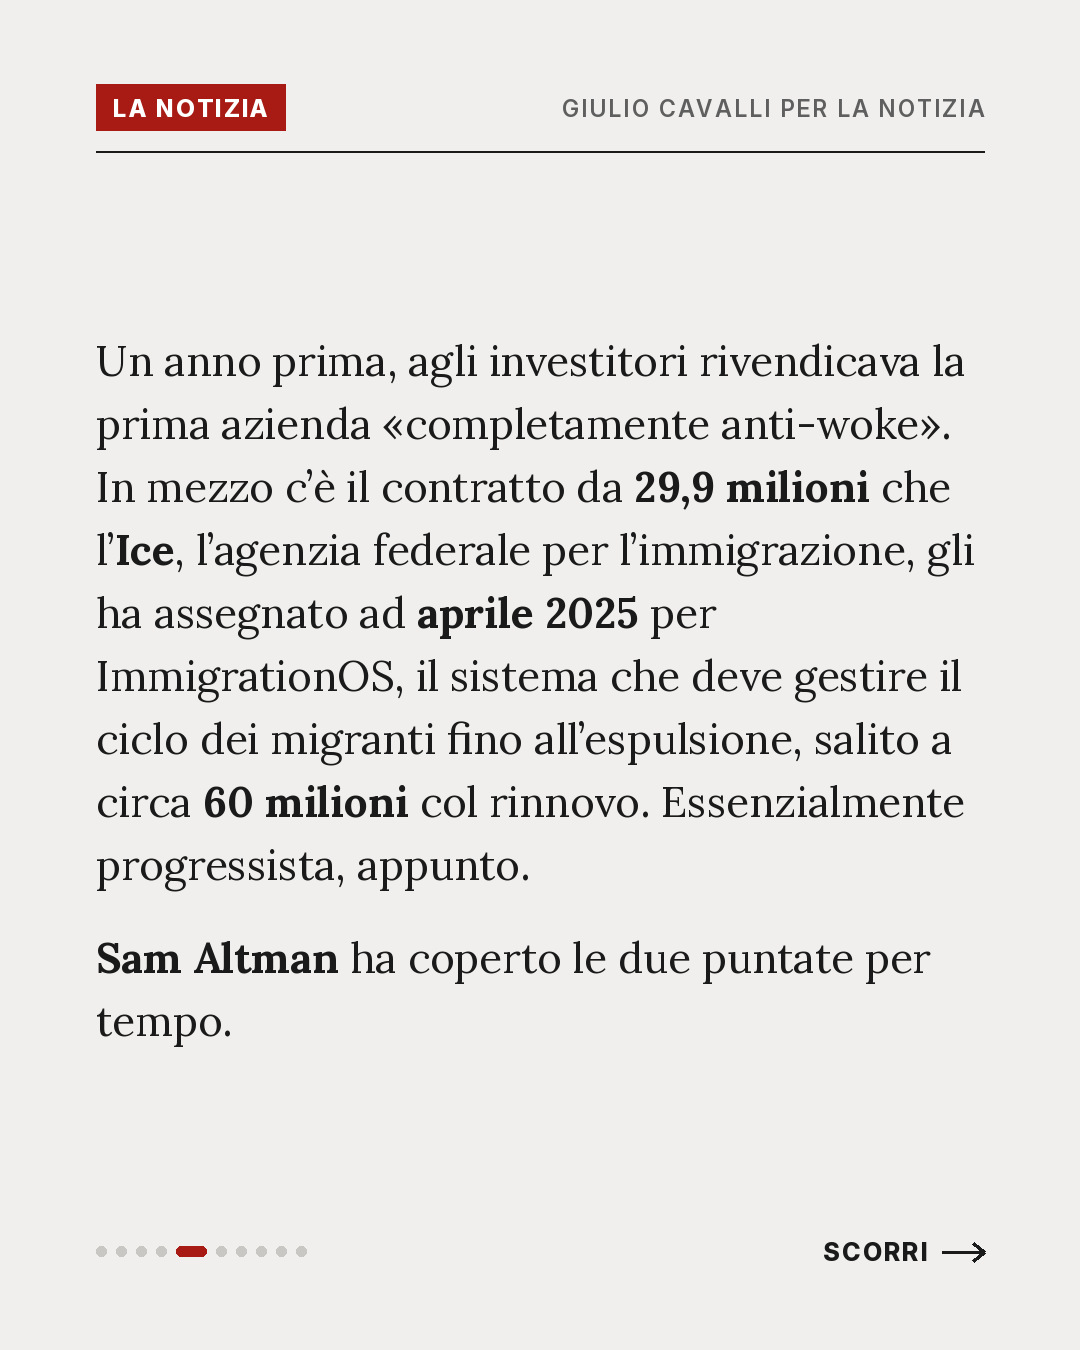 LA NOTIZIA
GIULIO CAVALLI PER LA NOTIZIA
Un anno prima, agli investitori rivendicava la
prima azienda «completamente anti-woke».
In mezzo c’è il contratto da 29,9 milioni che
l’Ice, l’agenzia federale per l’immigrazione, gli
ha assegnato ad aprile 2025 per
ImmigrationOS, il sistema che deve gestire il
ciclo dei migranti fino all’espulsione, salito a
circa 60 milioni col rinnovo. Essenzialmente
progressista, appunto.
Sam Altman ha coperto le due puntate per
tempo.
SCORRI